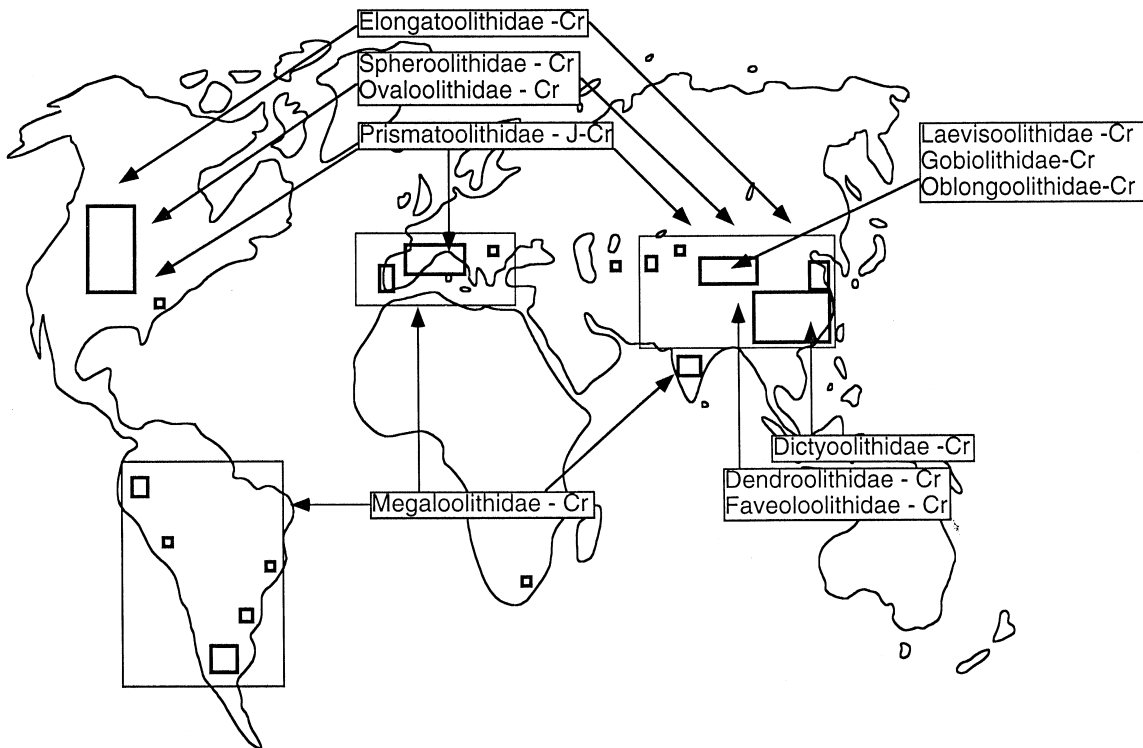 Elongatoolithidae -Cr
Spheroolithidae - Cr
Ovaloolithidae - Cr
Prismatoolithidae - J-Cr
Laevisoolithidae -Cr
Gobiolithidae-Cr
Oblongoolithidae-Cr
Dictyoolithidae -Cr
Dendroolithidae - Cr
Faveoloolithidae - Cr
Megaloolithidae - Cr